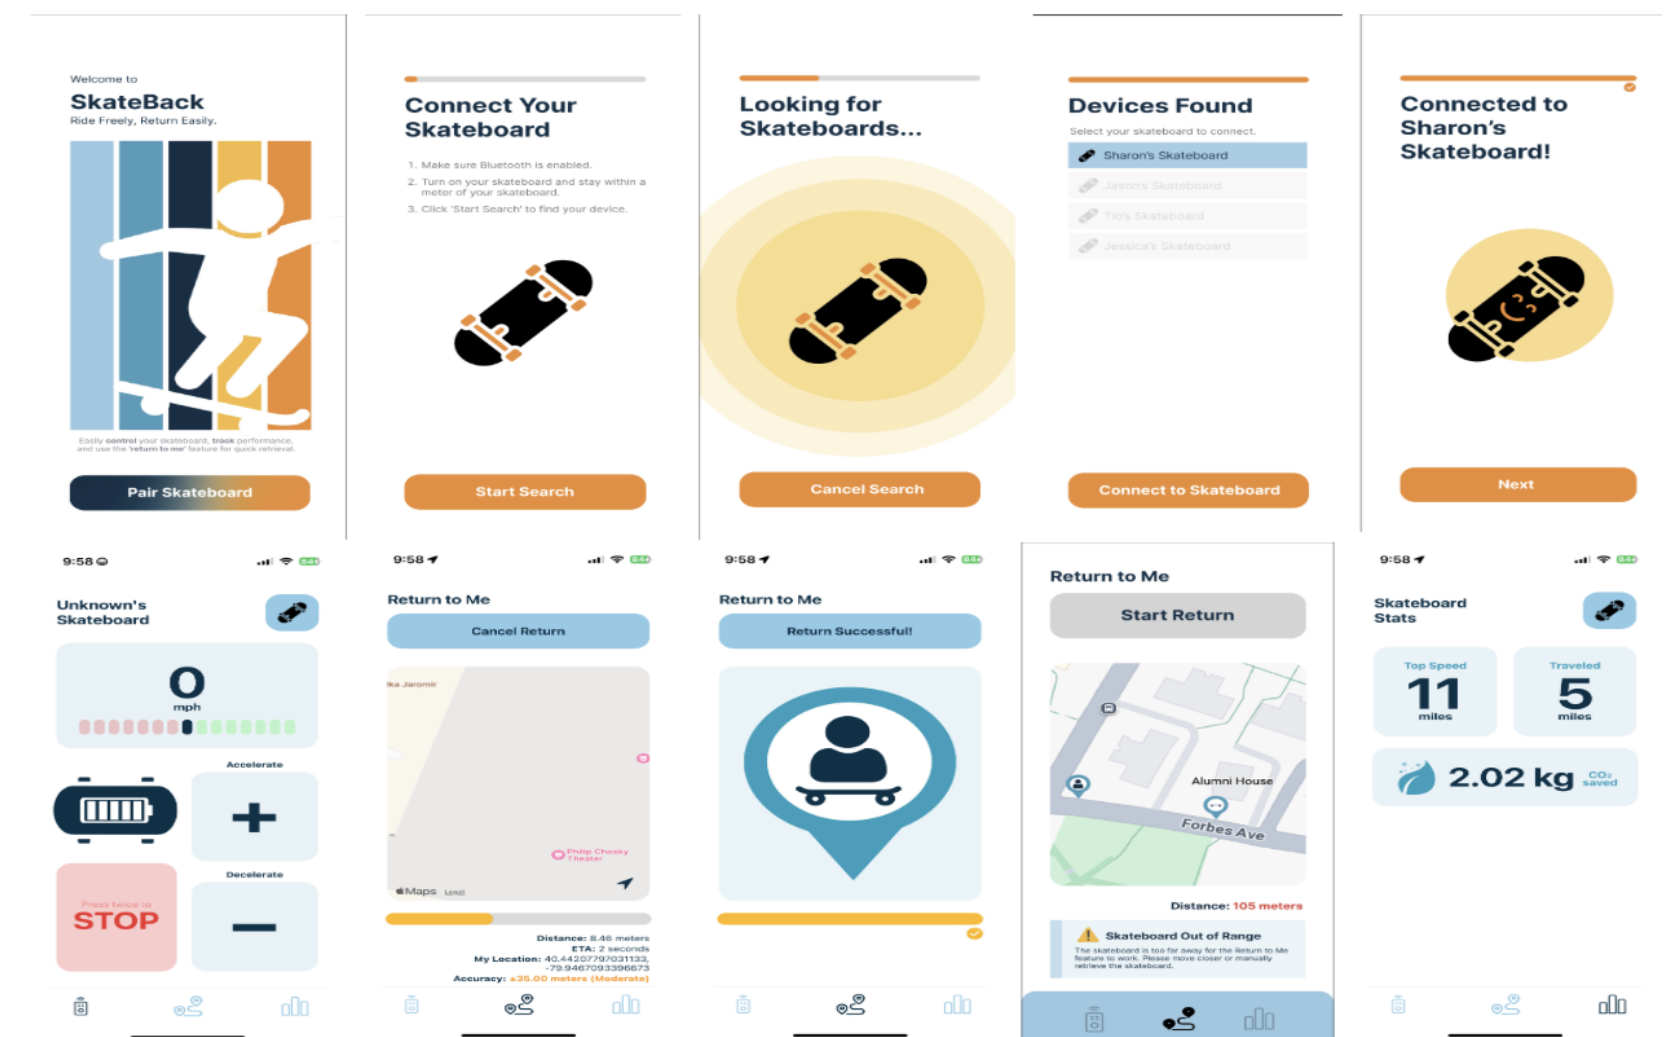 Welcome to
SkateBack
Ride Freely, Return Easily.
Easily control your skateboard, track performance,
and use the 'return to me' feature for quick retrieval.
Pair Skateboard
Connect Your
Skateboard
1. Make sure Bluetooth is enabled.
2. Turn on your skateboard and stay within a
meter of your skateboard.
3. Click 'Start Search' to find your device.
Start Search
Looking for
Skateboards...
Cancel Search
Devices Found
Select your skateboard to connect.
Sharon's Skateboard
Jason's Skateboard
Tio's Skateboard
Jessica's Skateboard
Connect to Skateboard
Connected to
Sharon's
Skateboard!
Next
9:58
Unknown's
Skateboard
0
mph
Accelerate
+
Decelerate
−
Press twice to
STOP
9:58
Return to Me
Cancel Return
lka Jaromir
Philip Chosky
Theater
Maps Legal
Distance: 8.46 meters
ETA: 2 seconds
My Location: 40.44207797031133,
-79.9467093396673
Accuracy: ±35.00 meters (Moderate)
9:58
Return to Me
Return Successful!
Return to Me
Start Return
Alumni House
Forbes Ave
Distance: 105 meters
Skateboard Out of Range
The skateboard is too far away for the Return to Me
feature to work. Please move closer or manually
retrieve the skateboard.
9:58
Skateboard
Stats
Top Speed
11
miles
Traveled
5
miles
2.02 kg CO₂
saved